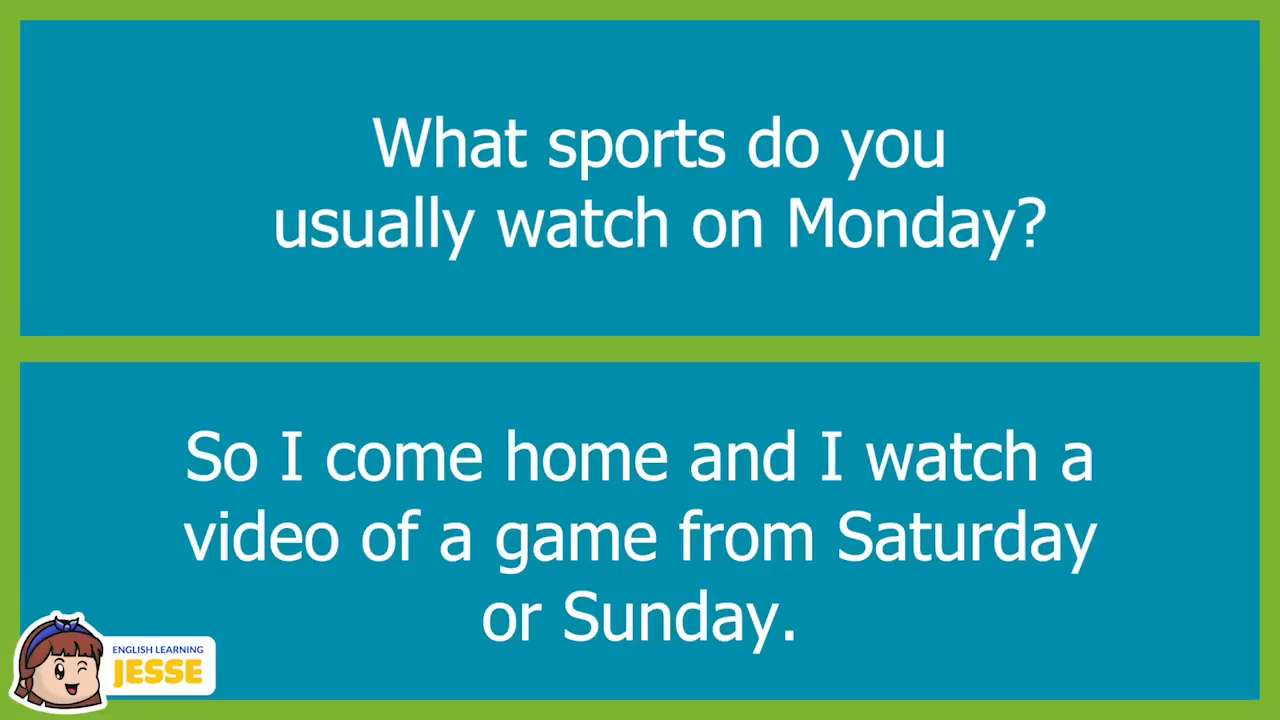 What sports do you
usually watch on Monday?
So I come home and I watch a
video of a game from Saturday
or Sunday.
ENGLISH LEARNING
JESSE